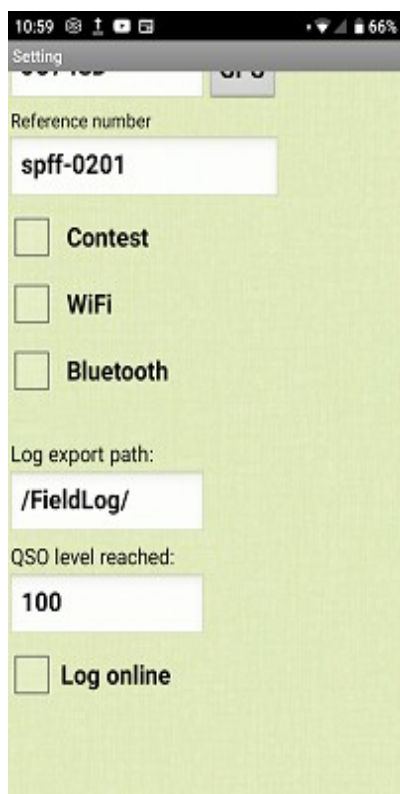 10:59 66%
Setting
Reference number
spff-0201
Contest
WiFi
Bluetooth
Log export path:
/FieldLog/
QSO level reached:
100
Log online